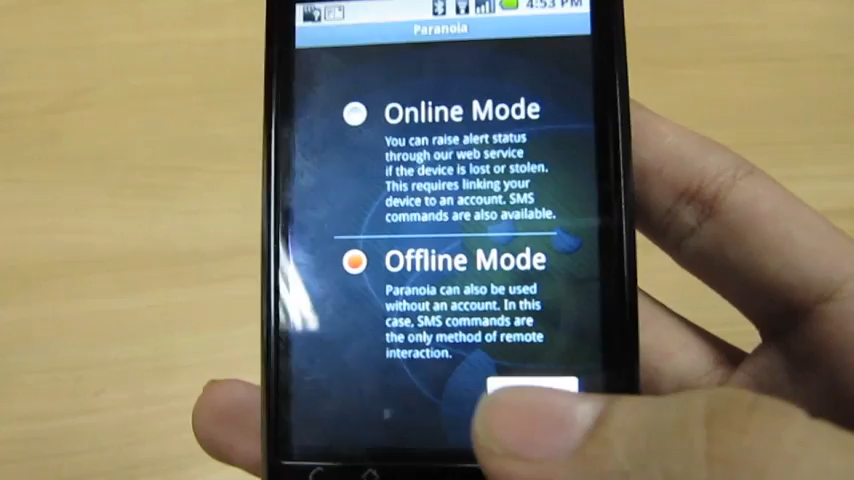 4:53 PM
Paranoia
Online Mode
You can raise alert status
through our web service
if the device is lost or stolen.
This requires linking your
device to an account. SMS
commands are also available.
Offline Mode
Paranoia can also be used
without an account. In this
case, SMS commands are
the only method of remote
interaction.